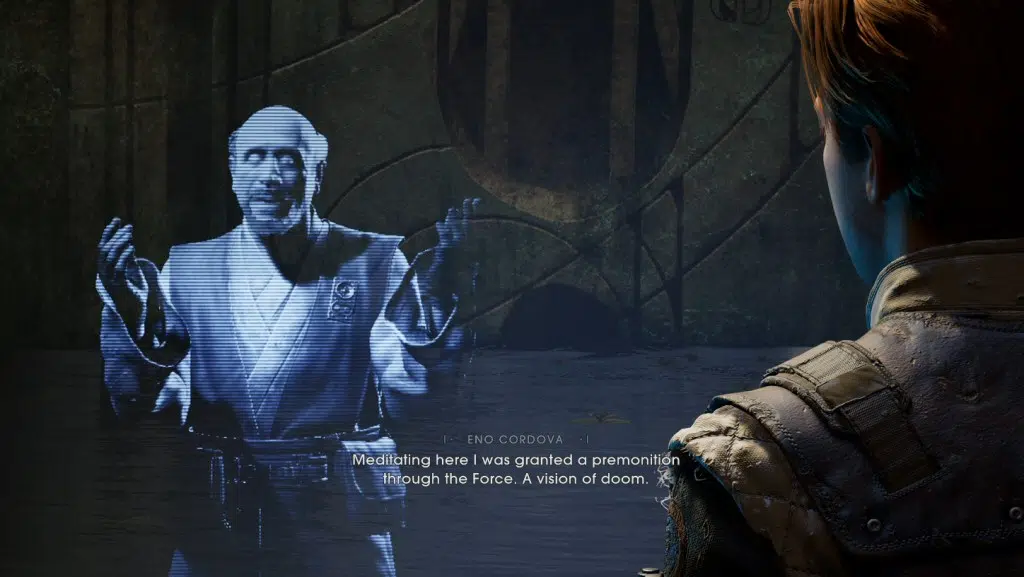 ENO CORDOVA
Meditating here I was granted a premonition
through the Force. A vision of doom.